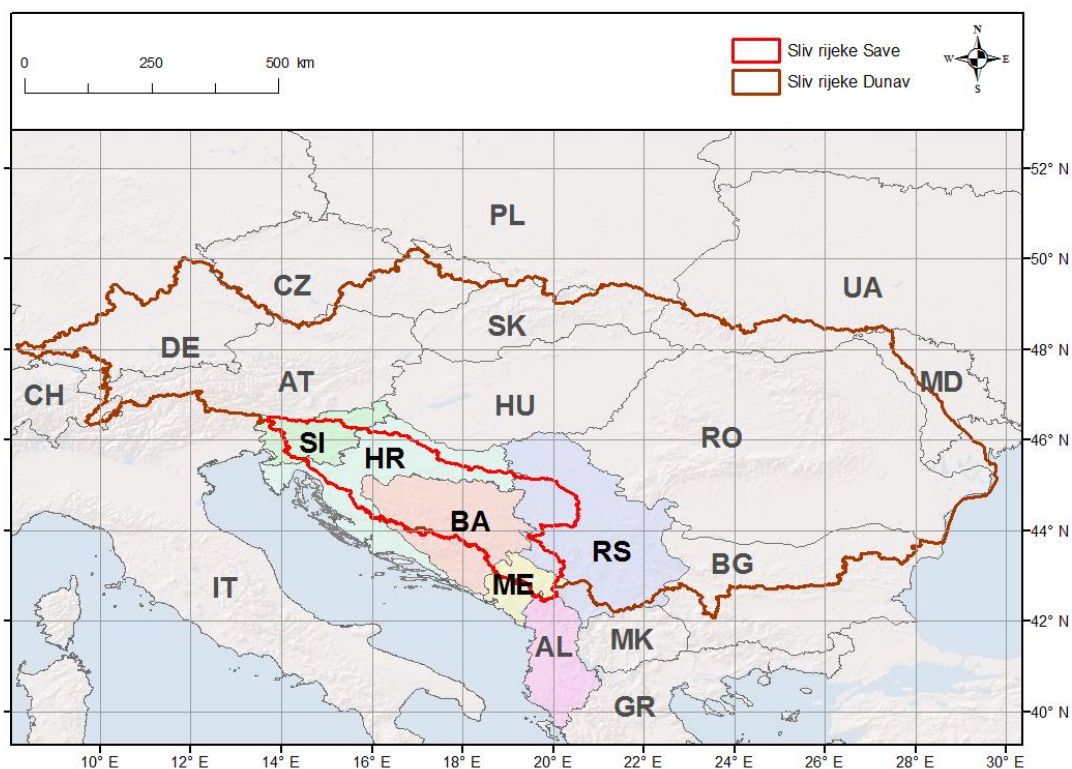 0 250 500 km
Sliv rijeke Save
Sliv rijeke Dunav
N
W E
S
52° N
PL
50° N
CZ
UA
SK
DE
48° N
AT
MD
CH
HU
RO
46° N
SI
HR
BA
44° N
RS
BG
ME
IT
42° N
MK
AL
GR
40° N
10° E 12° E 14° E 16° E 18° E 20° E 22° E 24° E 26° E 28° E 30° E